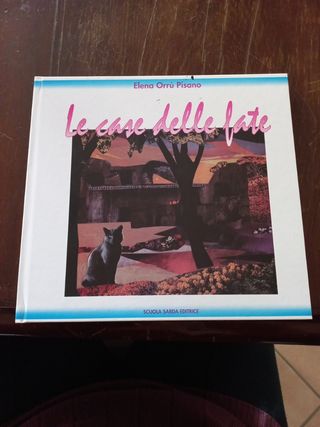 Elena Orrù Pisano
Le case delle fate
SCUOLA SARDA EDITRICE